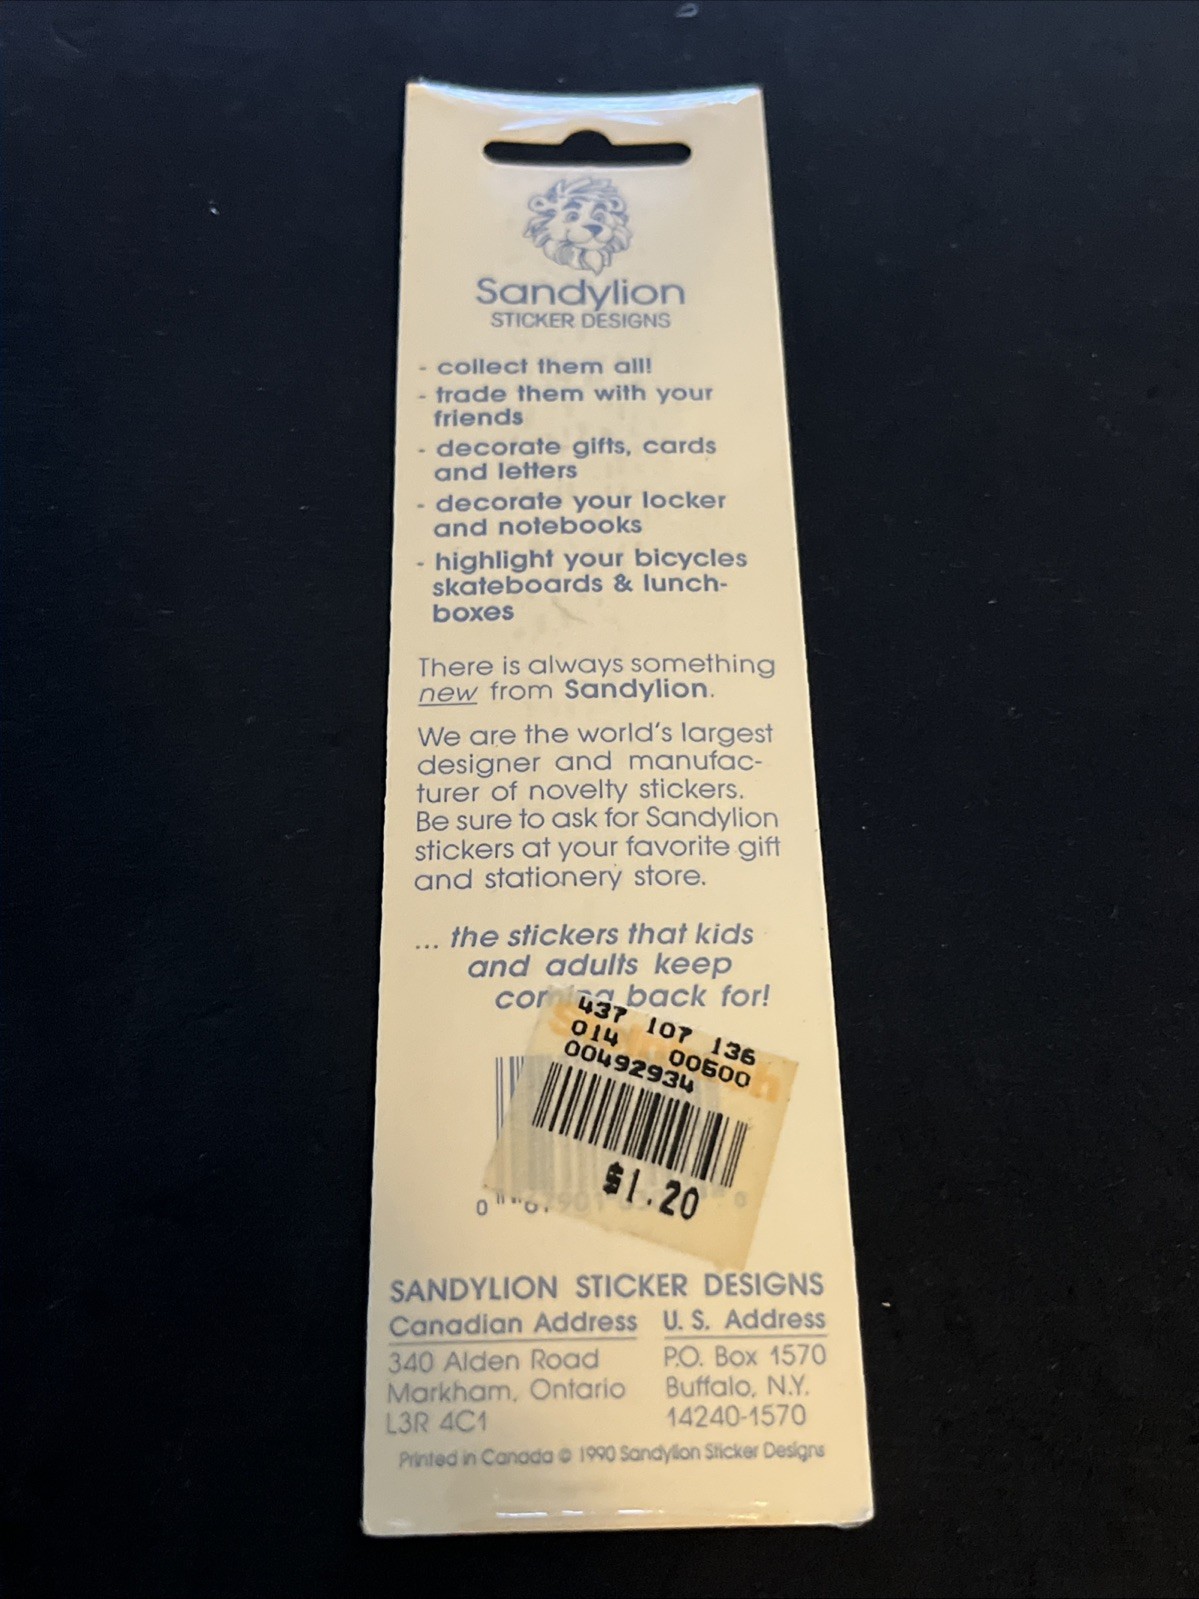 Sandylion
STICKER DESIGNS
- collect them all!
- trade them with your
friends
- decorate gifts, cards
and letters
- decorate your locker
and notebooks
- highlight your bicycles
skateboards & lunch-
boxes
There is always something
new from Sandylion.
We are the world's largest
designer and manufac-
turer of novelty stickers.
Be sure to ask for Sandylion
stickers at your favorite gift
and stationery store.
... the stickers that kids
and adults keep
coming back for!
437 107 136
014 00500
00492934
$1.20
0
SANDYLION STICKER DESIGNS
Canadian Address
340 Alden Road
Markham, Ontario
L3R 4C1
U. S. Address
P.O. Box 1570
Buffalo, N.Y.
14240-1570
Printed in Canada © 1990 Sandylion Sticker Designs